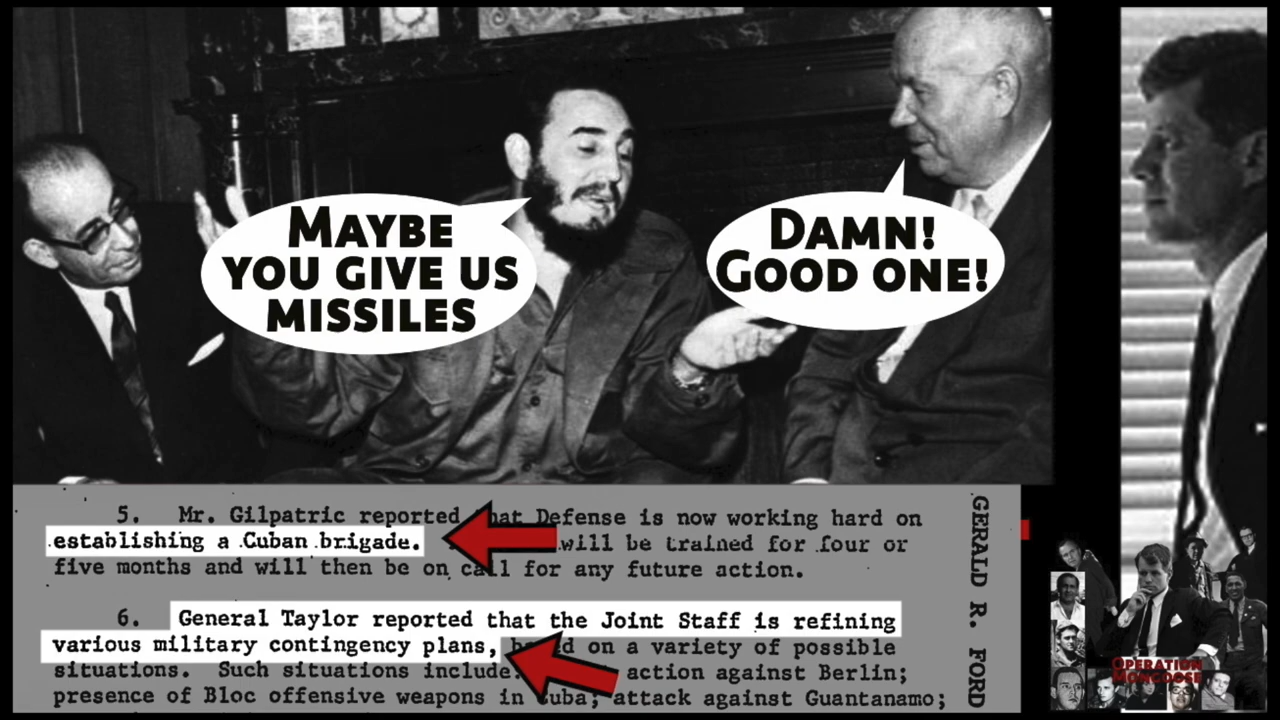 MAYBE
YOU GIVE US
MISSILES
DAMN!
GOOD ONE!
5. Mr. Gilpatric reported that Defense is now working hard on
establishing a Cuban brigade. will be trained for four or
five months and will then be on call for any future action.
6. General Taylor reported that the Joint Staff is refining
various military contingency plans, based on a variety of possible
situations. Such situations include: action against Berlin;
presence of Bloc offensive weapons in Cuba; attack against Guantanamo;
GERALD R. FORD
OPERATION
MONGOOSE